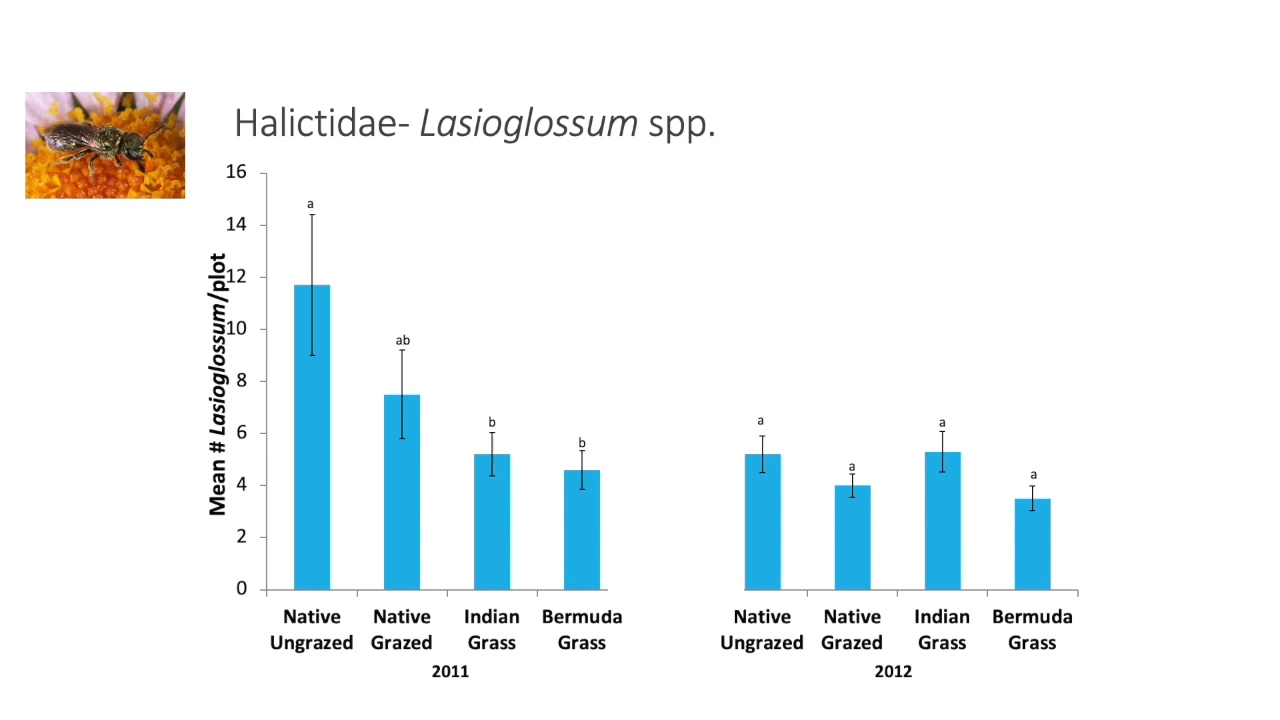 Halictidae- Lasioglossum spp.
Mean # Lasioglossum/plot
16
14
12
10
8
6
4
2
0
a
ab
b
b
a
a
a
a
Native Ungrazed
Native Grazed
Indian Grass
Bermuda Grass
2011
Native Ungrazed
Native Grazed
Indian Grass
Bermuda Grass
2012